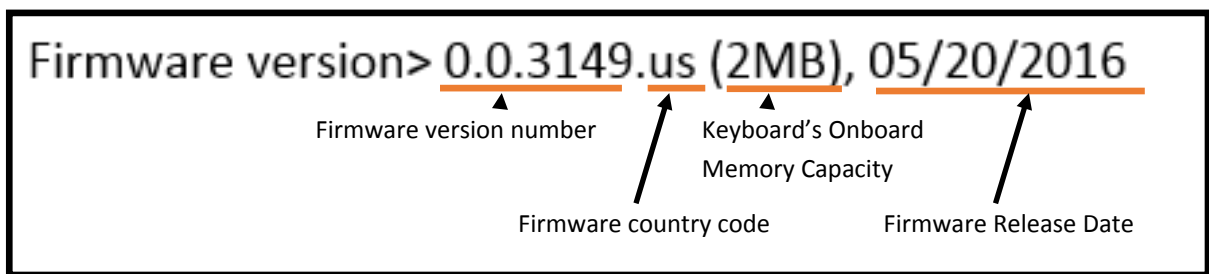 Firmware version> 0.0.3149.us (2MB), 05/20/2016
Firmware version number
Keyboard’s Onboard
Memory Capacity
Firmware country code
Firmware Release Date